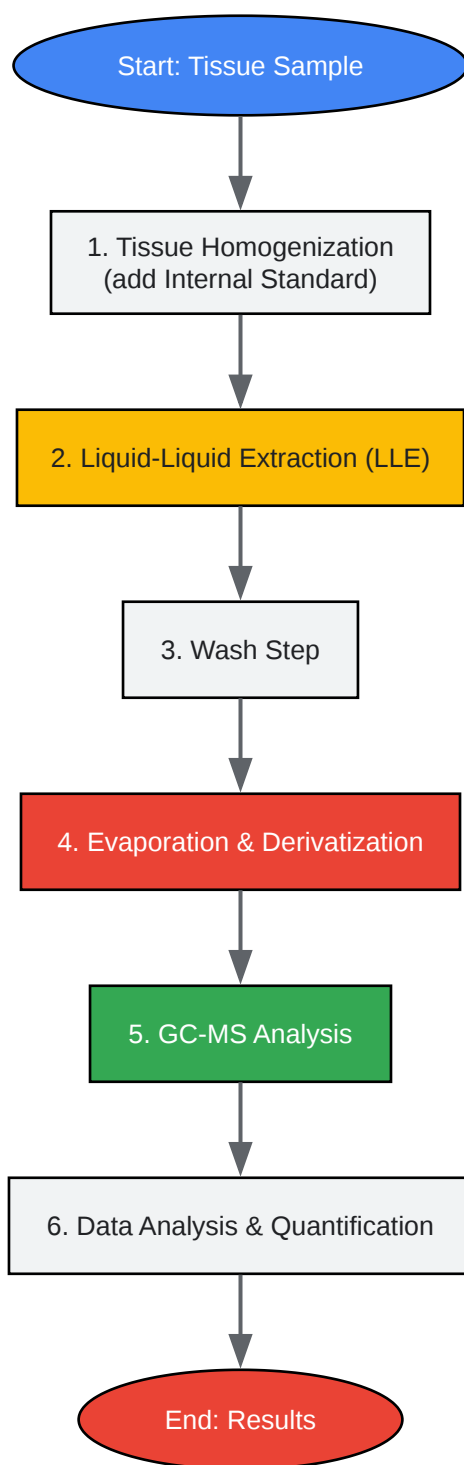 Start: Tissue Sample
1. Tissue Homogenization
(add Internal Standard)
2. Liquid-Liquid Extraction (LLE)
3. Wash Step
4. Evaporation & Derivatization
5. GC-MS Analysis
6. Data Analysis & Quantification
End: Results